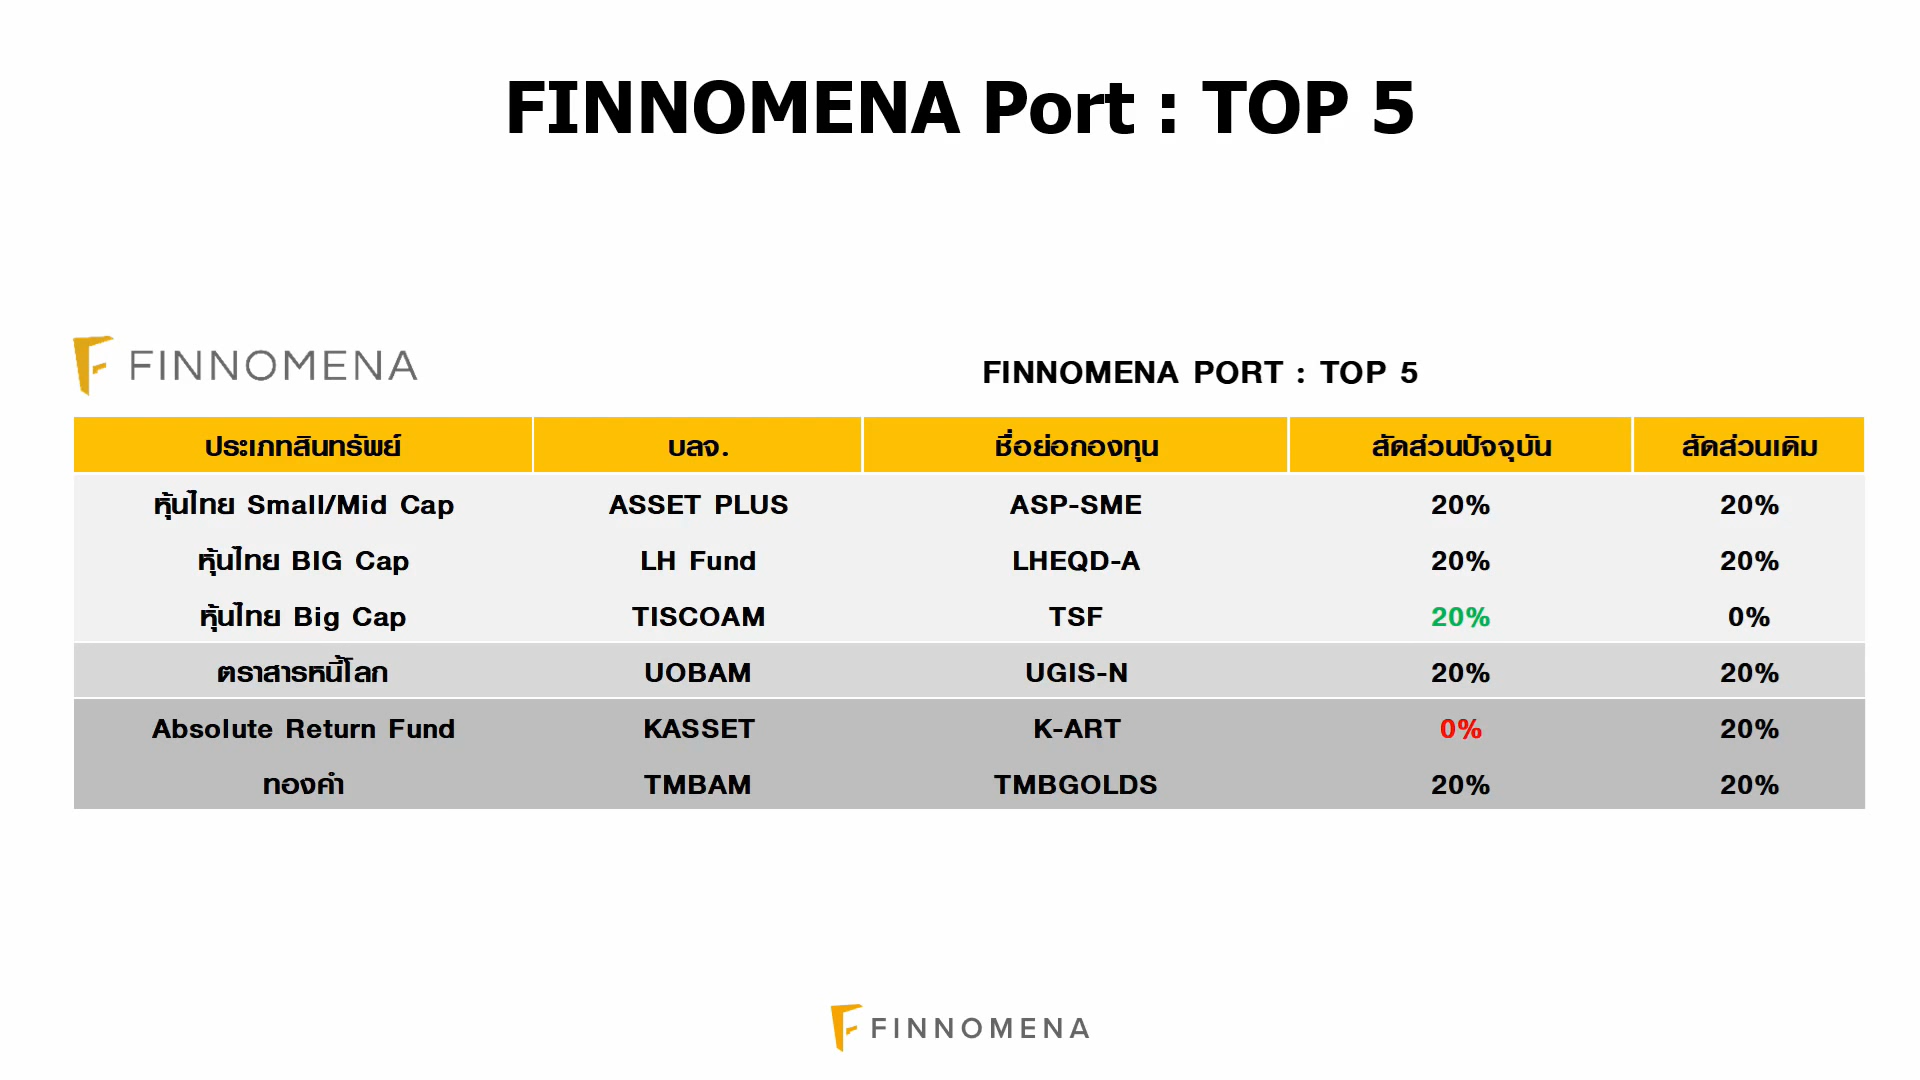 FINNOMENA Port : TOP 5
FINNOMENA
FINNOMENA PORT : TOP 5
ประเภทสินทรัพย์ บลจ. ชื่อย่อกองทุน สัดส่วนปัจจุบัน สัดส่วนเดิม
หุ้นไทย Small/Mid Cap ASSET PLUS ASP-SME 20% 20%
หุ้นไทย BIG Cap LH Fund LHEQD-A 20% 20%
หุ้นไทย Big Cap TISCOAM TSF 20% 0%
ตราสารหนี้โลก UOBAM UGIS-N 20% 20%
Absolute Return Fund KASSET K-ART 0% 20%
ทองคำ TMBAM TMBGOLDS 20% 20%
FINNOMENA